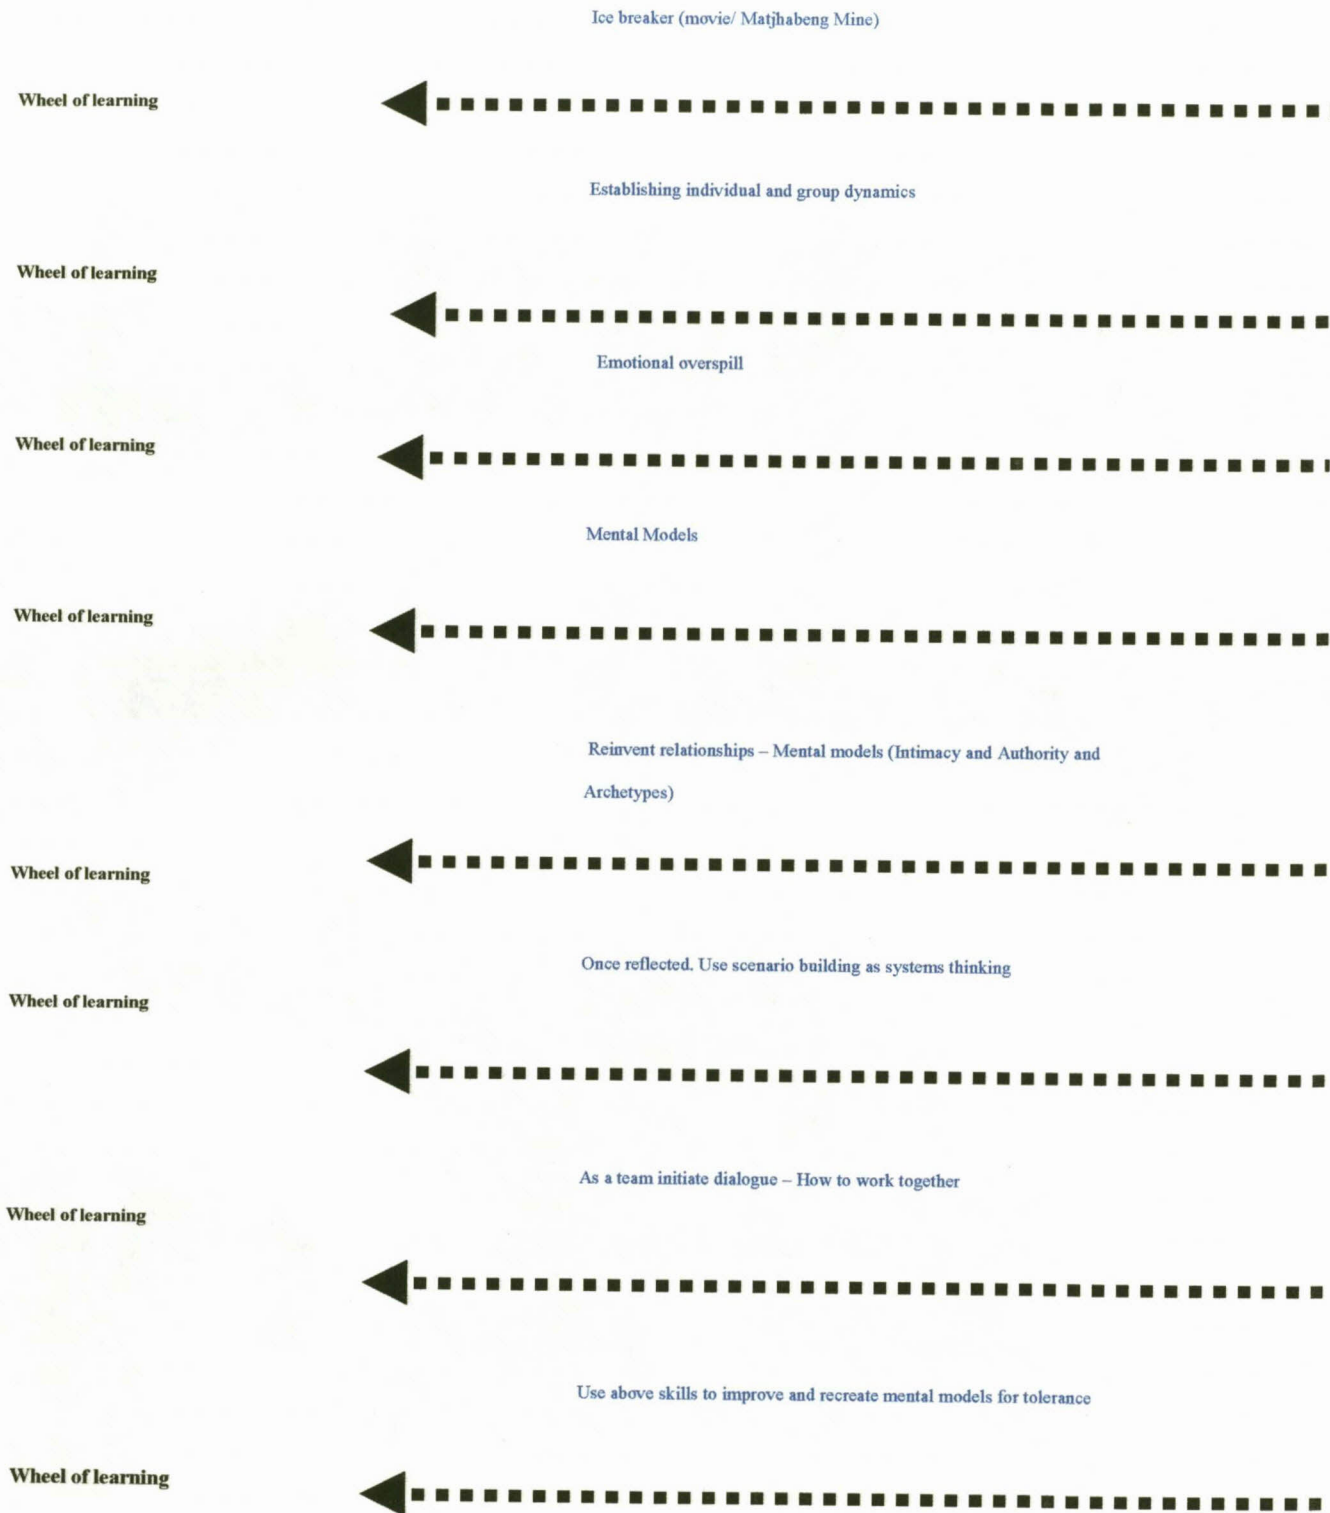 Ice breaker (movie/ Matjhabeng Mine)
Wheel of learning
Establishing individual and group dynamics
Wheel of learning
Emotional overspill
Wheel of learning
Mental Models
Wheel of learning
Reinvent relationships – Mental models (Intimacy and Authority and
Archetypes)
Wheel of learning
Once reflected. Use scenario building as systems thinking
Wheel of learning
As a team initiate dialogue – How to work together
Wheel of learning
Use above skills to improve and recreate mental models for tolerance
Wheel of learning